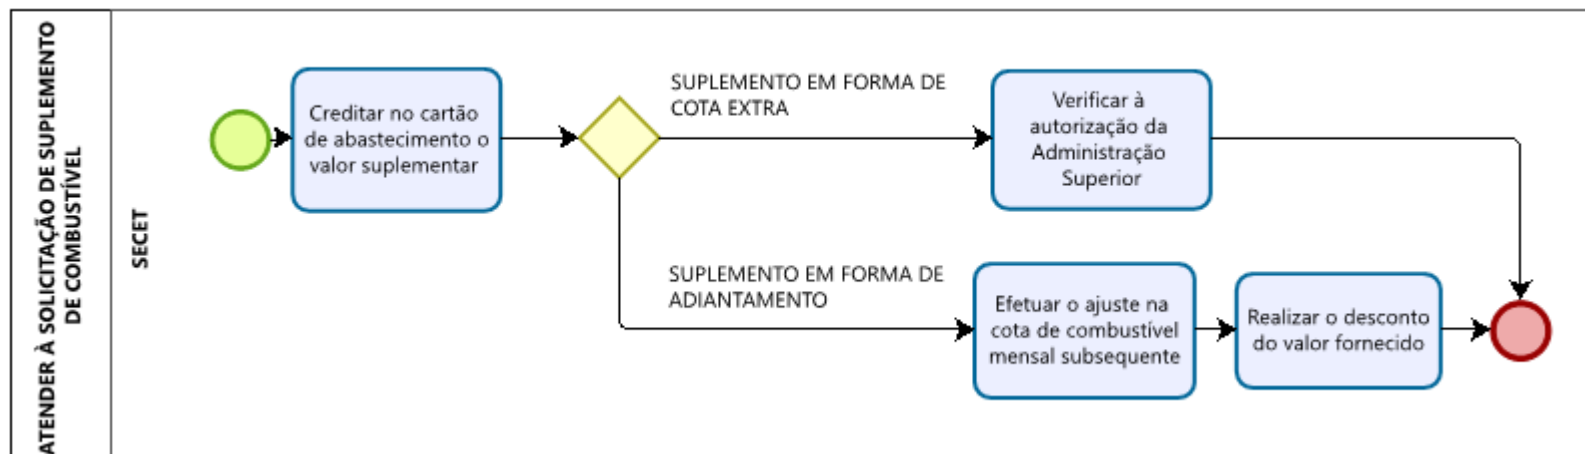 ATENDER À SOLICITAÇÃO DE SUPLEMENTO
DE COMBUSTÍVEL
SECET
Creditar no cartão
de abastecimento o
valor suplementar
SUPLEMENTO EM FORMA DE
COTA EXTRA
Verificar à
autorização da
Administração
Superior
SUPLEMENTO EM FORMA DE
ADIANTAMENTO
Efetuar o ajuste na
cota de combustível
mensal subsequente
Realizar o desconto
do valor fornecido